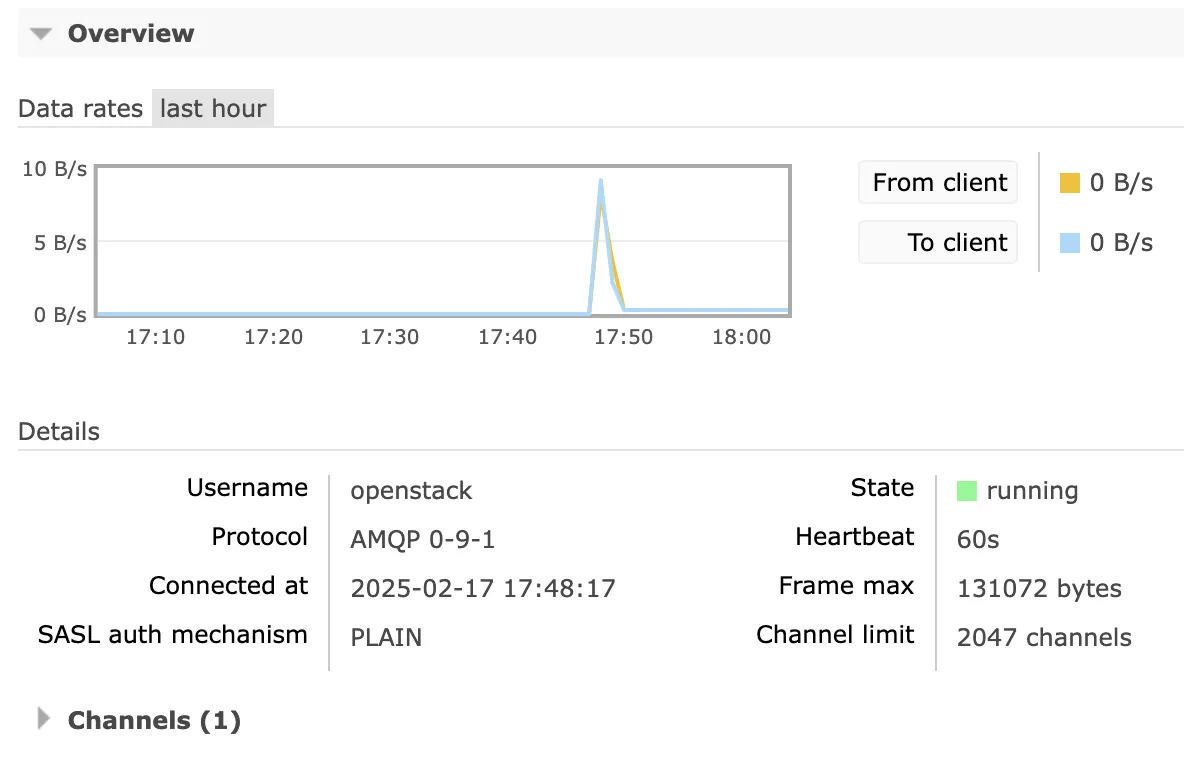 Overview
Data rates last hour
10 B/s
5 B/s
0 B/s
17:10 17:20 17:30 17:40 17:50 18:00
From client 0 B/s
To client 0 B/s
Details
Username openstack
Protocol AMQP 0-9-1
Connected at 2025-02-17 17:48:17
SASL auth mechanism PLAIN
State running
Heartbeat 60s
Frame max 131072 bytes
Channel limit 2047 channels
Channels (1)